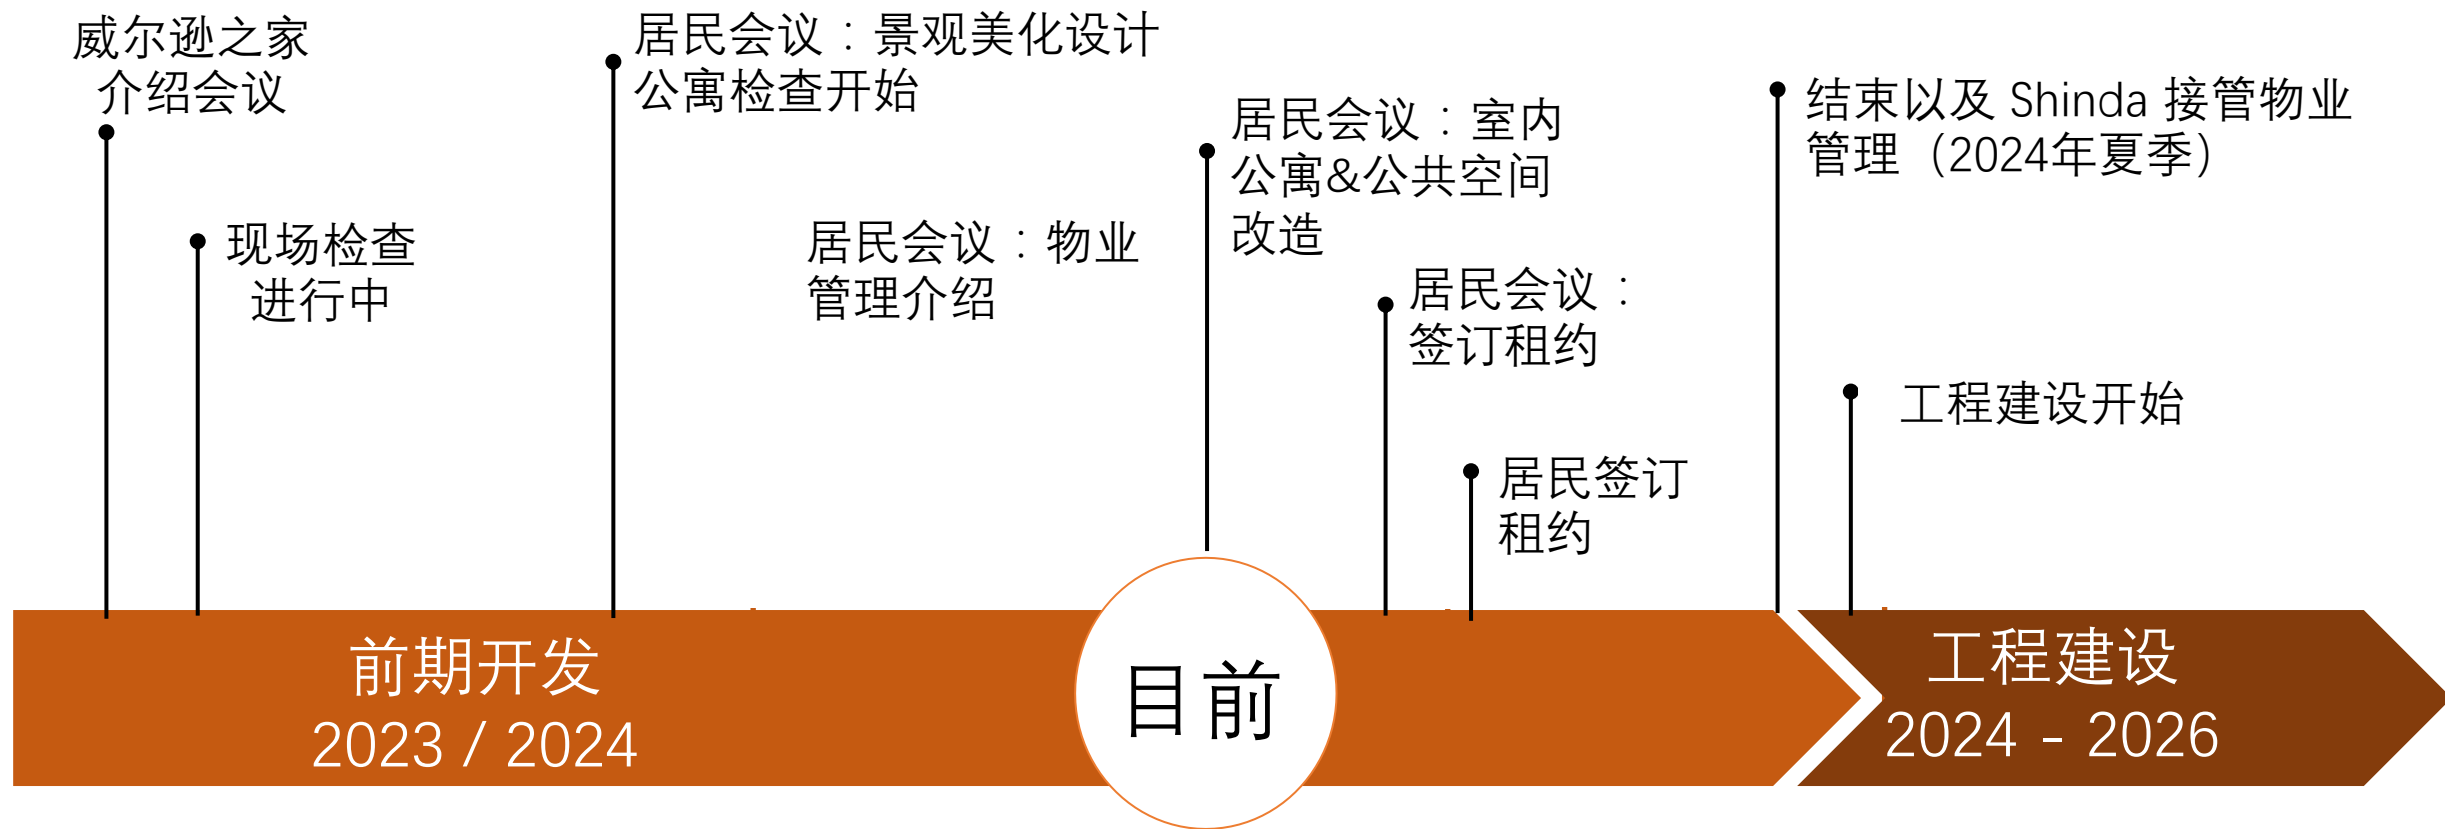 威尔逊之家
介绍会议
现场检查
进行中
居民会议：景观美化设计
公寓检查开始
居民会议：物业
管理介绍
居民会议：室内
公寓&公共空间
改造
居民会议：
签订租约
居民签订
租约
结束以及 Shinda 接管物业
管理（2024年夏季）
工程建设开始
前期开发
2023 / 2024
目前
工程建设
2024 - 2026